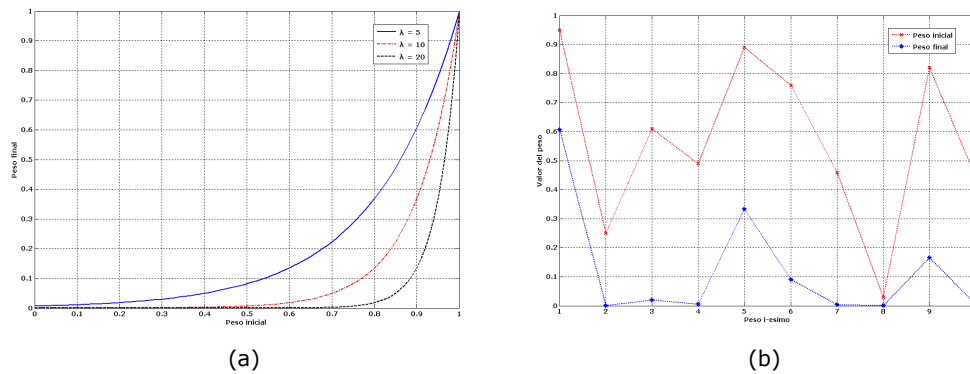 1
0.9
0.8
0.7
0.6
0.5
0.4
0.3
0.2
0.1
0
Peso final
λ = 5
λ = 10
λ = 20
0 0.1 0.2 0.3 0.4 0.5 0.6 0.7 0.8 0.9 1
Peso inicial
(a)
1
0.9
0.8
0.7
0.6
0.5
0.4
0.3
0.2
0.1
0
Valor del peso
Peso inicial
Peso final
1 2 3 4 5 6 7 8 9
Peso i-esimo
(b)